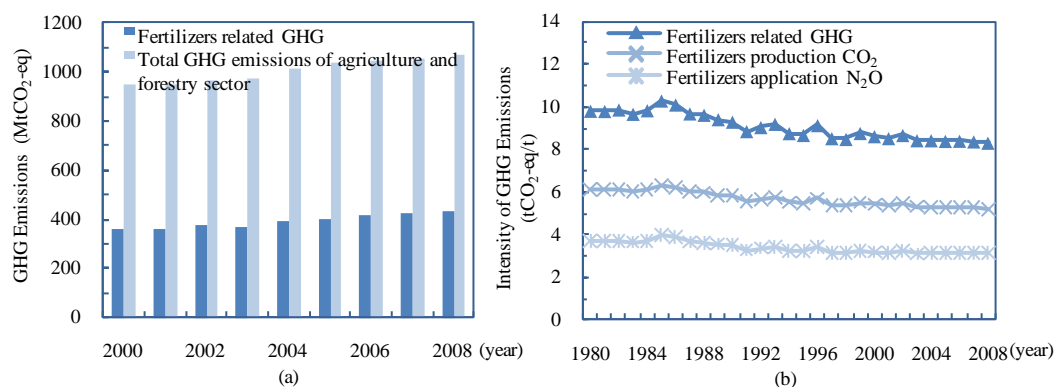 GHG Emissions (MtCO₂-eq)
1200
1000
800
600
400
200
0
Fertilizers related GHG
Total GHG emissions of agriculture and
forestry sector
2000 2002 2004 2006 2008 (year)
(a)
Intensity of GHG Emissions
(tCO₂-eq/t)
14
12
10
8
6
4
2
0
Fertilizers related GHG
Fertilizers production CO₂
Fertilizers application N₂O
1980 1984 1988 1992 1996 2000 2004 2008 (year)
(b)